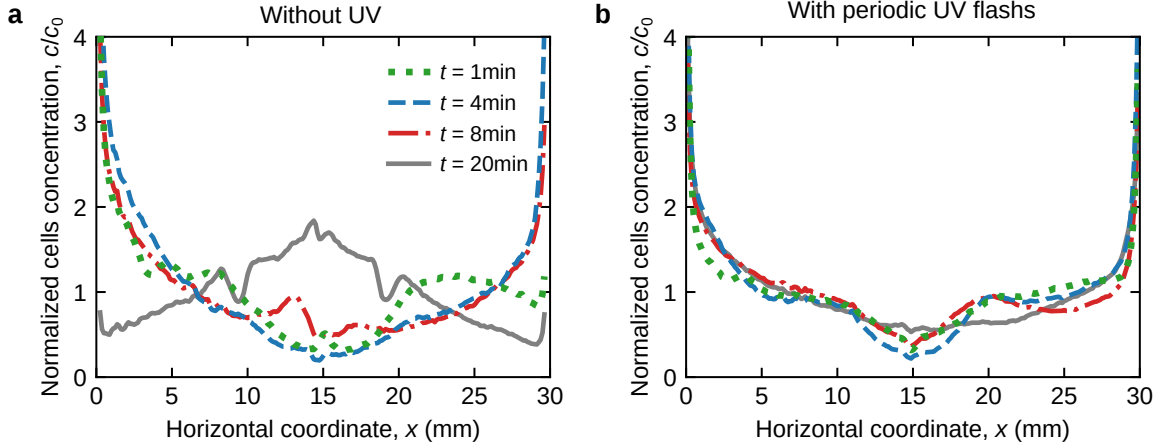 a
Without UV
Normalized cells concentration, c/c0
4
3
2
1
0
0 5 10 15 20 25 30
Horizontal coordinate, x (mm)
t = 1min
t = 4min
t = 8min
t = 20min
b
With periodic UV flashs
Normalized cells concentration, c/c0
4
3
2
1
0
0 5 10 15 20 25 30
Horizontal coordinate, x (mm)